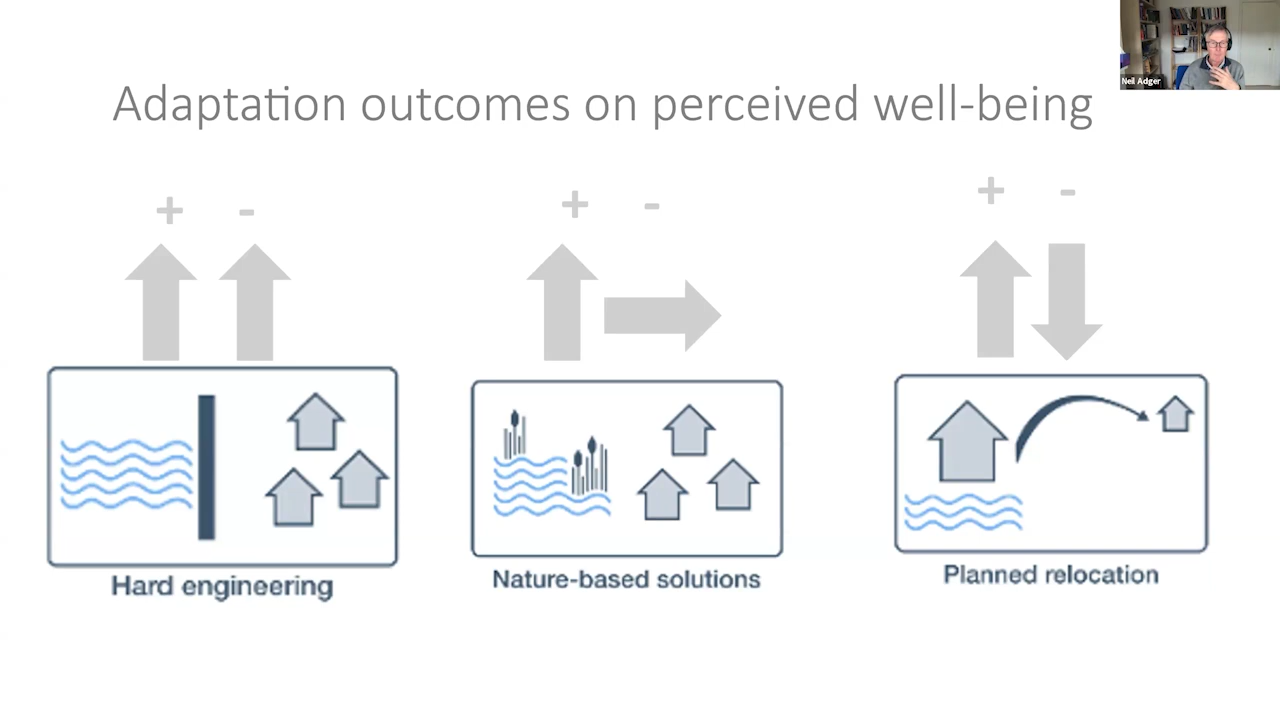 Neil Adger
Adaptation outcomes on perceived well-being
+ -
+ -
+ -
Hard engineering
Nature-based solutions
Planned relocation